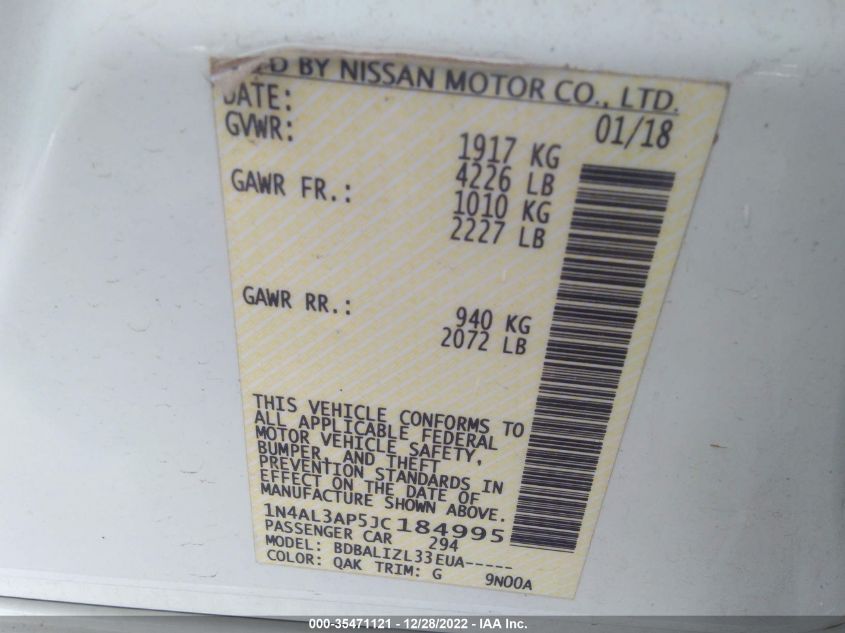 BY NISSAN MOTOR CO., LTD.
DATE: 01/18
GVWR: 1917 KG
4226 LB
GAWR FR.: 1010 KG
2227 LB
GAWR RR.: 940 KG
2072 LB
THIS VEHICLE CONFORMS TO
ALL APPLICABLE FEDERAL
MOTOR VEHICLE SAFETY,
BUMPER, AND THEFT
PREVENTION STANDARDS IN
EFFECT ON THE DATE OF
MANUFACTURE SHOWN ABOVE.
1N4AL3AP5JC184995
PASSENGER CAR 294
MODEL: BDBALIZL33EUA-----
COLOR: QAK TRIM: G 9N00A
000-35471121 - 12/28/2022 - IAA Inc.